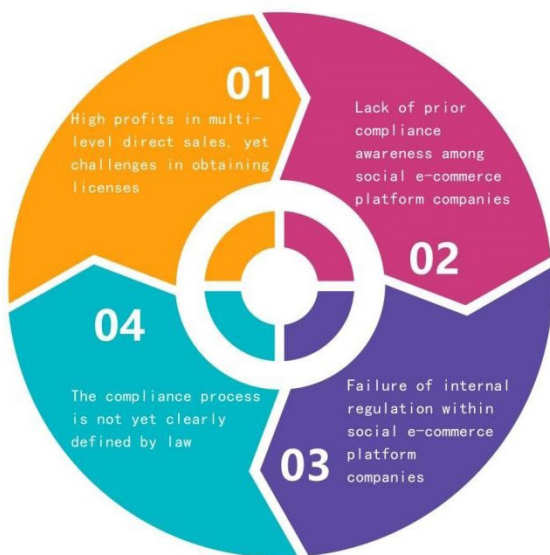 01
High profits in multi-
level direct sales, yet
challenges in obtaining
licenses
Lack of prior
compliance
awareness among
social e-commerce
platform companies
02
Failure of internal
regulation within
social e-commerce
platform
companies
03
04
The compliance process
is not yet clearly
defined by law